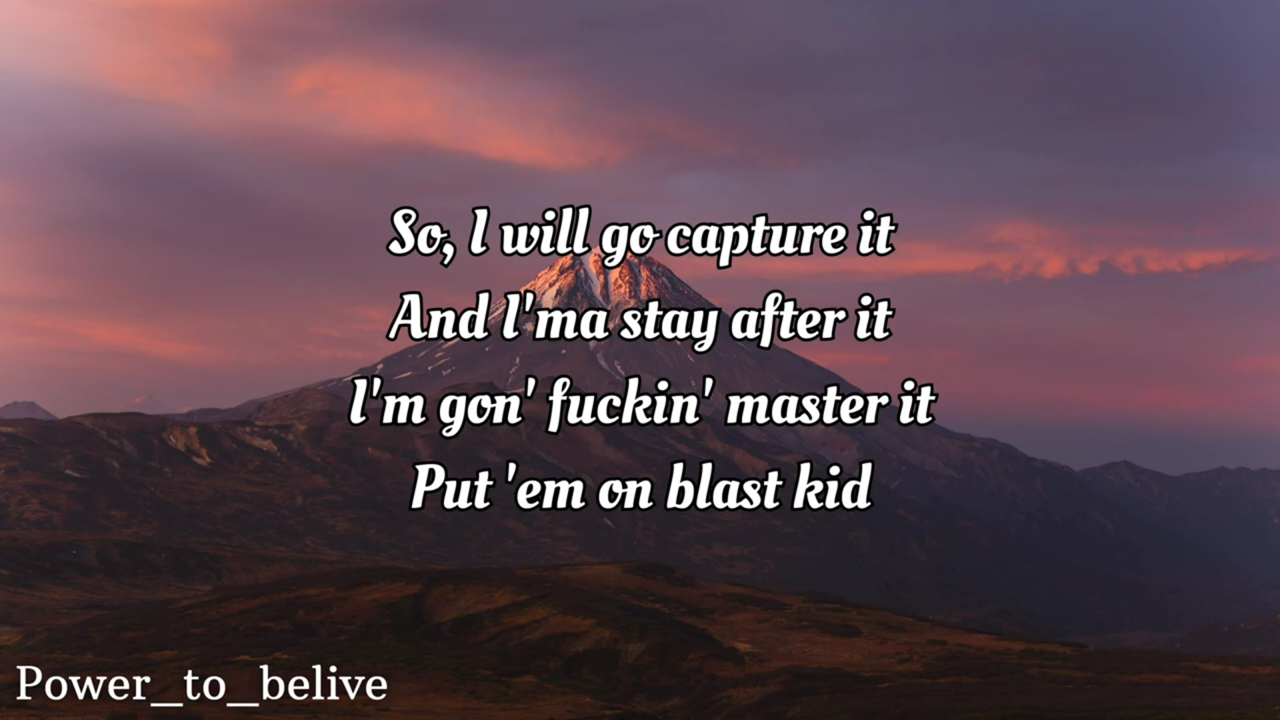 So, I will go capture it
And I'ma stay after it
I'm gon' fuckin' master it
Put 'em on blast kid
Power_to_belive